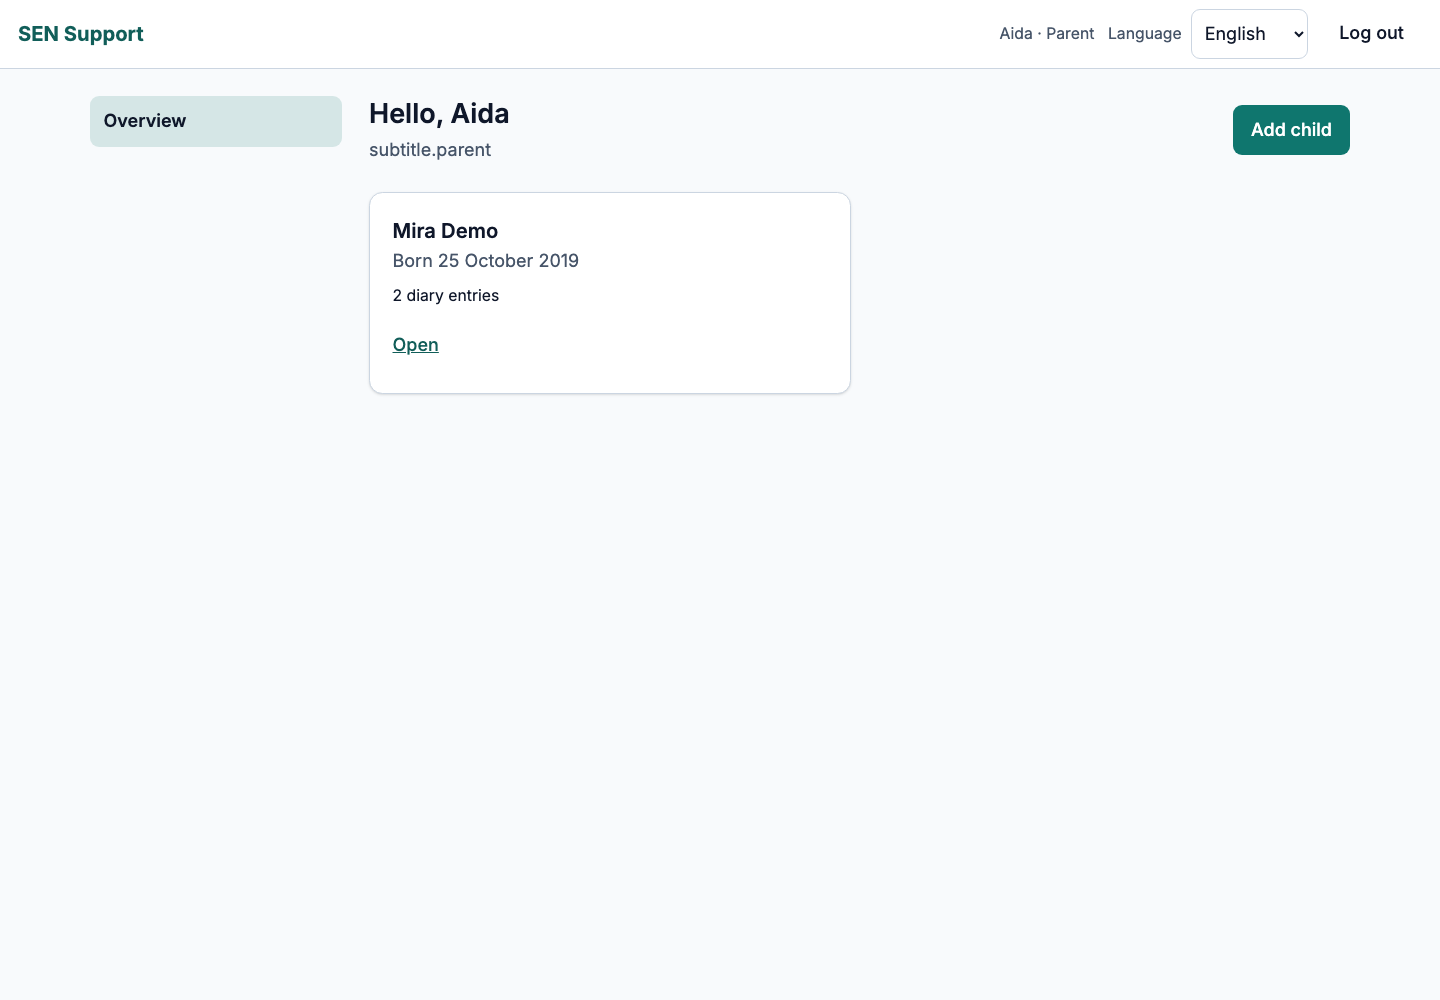 SEN Support
Aida · Parent Language English Log out
Overview
Hello, Aida
subtitle.parent
Add child
Mira Demo
Born 25 October 2019
2 diary entries
Open